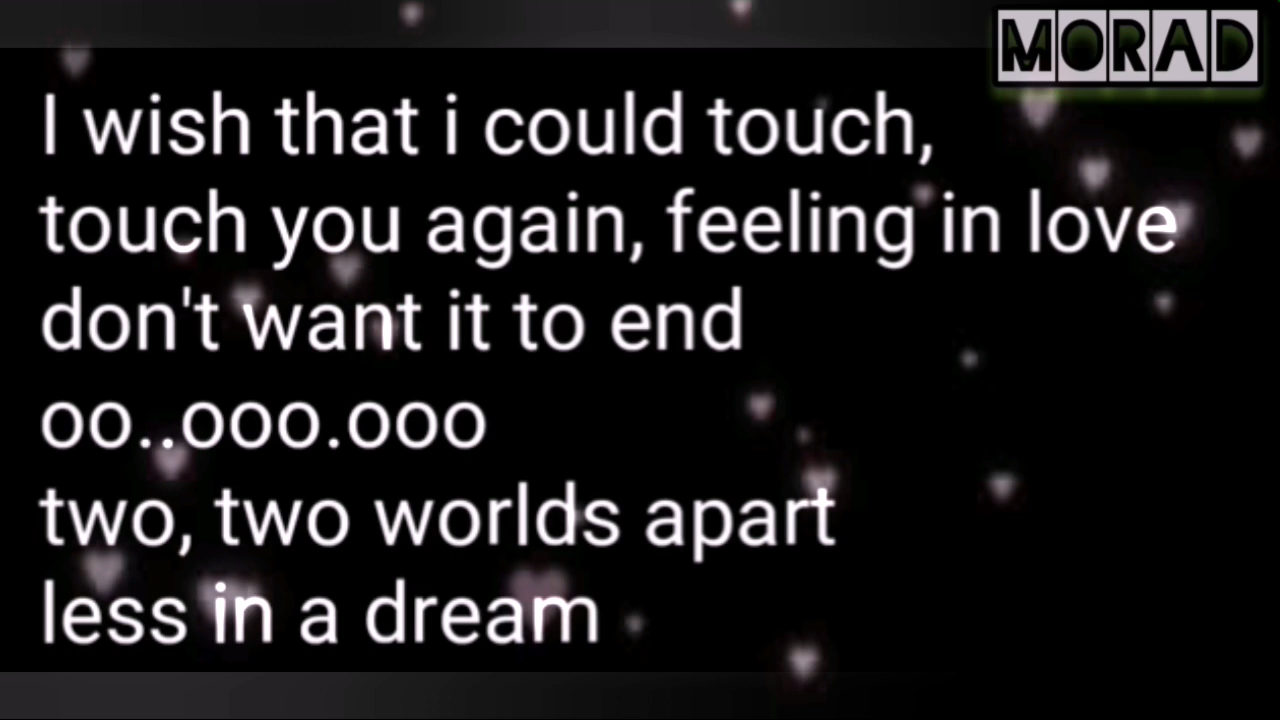 MORAD
I wish that i could touch,
touch you again, feeling in love
don't want it to end
oo..ooo.ooo
two, two worlds apart
less in a dream